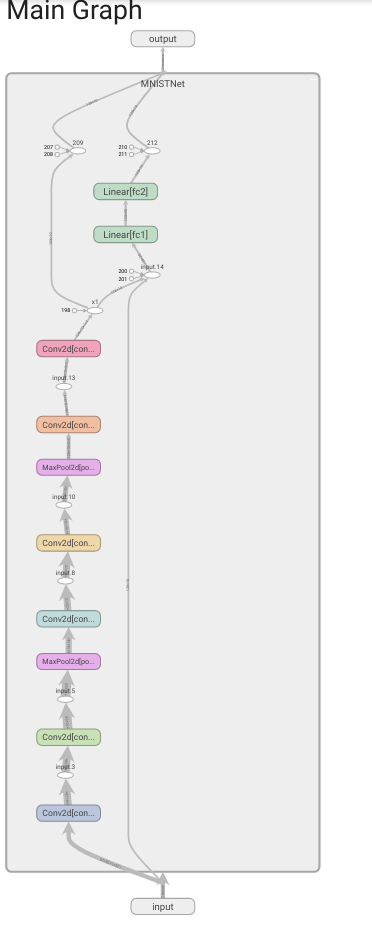 Main Graph
output
MNISTNet
209
207
208
212
210
211
Linear[fc2]
Linear[fc1]
input.14
200
201
x1
198
Conv2d[con...
input.13
Conv2d[con...
MaxPool2d[po...
input.10
Conv2d[con...
input.8
Conv2d[con...
MaxPool2d[po...
input.5
Conv2d[con...
input.3
Conv2d[con...
input